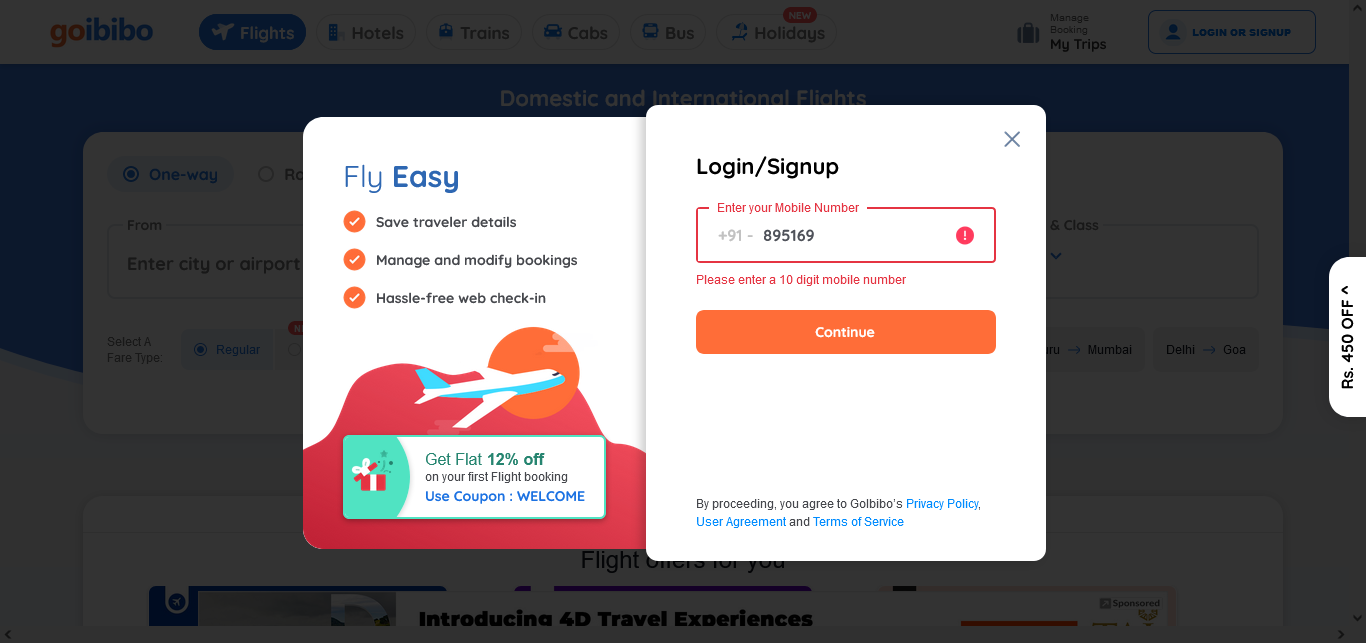 goibibo
Flights
Hotels
Trains
Cabs
Bus
NEW
Holidays
Manage
Booking
My Trips
LOGIN OR SIGNUP
Domestic and International Flights
One-way
From
Enter city or airport
& Class
Select A
Fare Type:
Regular
Mumbai
Delhi
Goa
Fly Easy
Save traveler details
Manage and modify bookings
Hassle-free web check-in
Get Flat 12% off
on your first Flight booking
Use Coupon : WELCOME
Login/Signup
Enter your Mobile Number
+91 - 895169
Please enter a 10 digit mobile number
Continue
By proceeding, you agree to GoIbibo's Privacy Policy,
User Agreement and Terms of Service
Rs. 450 OFF
Flight offers for you
Introducing 4D Travel Experiences
Sponsored